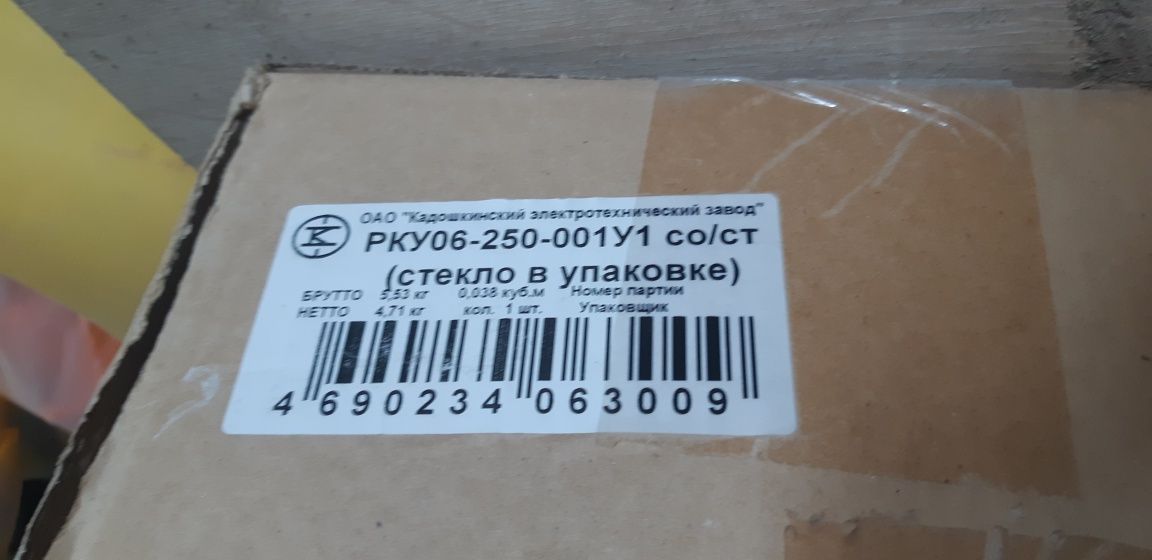 ОАО "Кадошкинский электротехнический завод"
РКУ06-250-001У1 со/ст
(стекло в упаковке)
БРУТТО 5,53 кг 0,038 куб.м Номер партии
НЕТТО 4,71 кг кол. 1 шт. Упаковщик
4 690234 063009